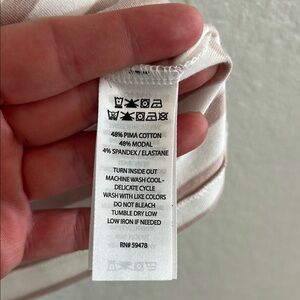 48% PIMA COTTON
48% MODAL
4% SPANDEX / ELASTANE
TURN INSIDE OUT
MACHINE WASH COOL -
DELICATE CYCLE
WASH WITH LIKE COLORS
DO NOT BLEACH
TUMBLE DRY LOW
LOW IRON IF NEEDED
RN# 59478